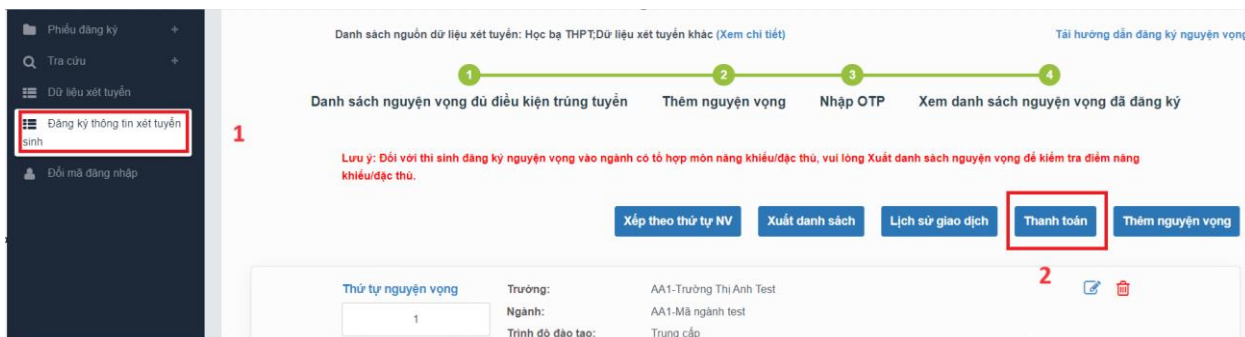 Phiếu đăng ký +
Tra cứu +
Dữ liệu xét tuyển
Đăng ký thông tin xét tuyển
sinh
Đổi mã đăng nhập
1
Danh sách nguồn dữ liệu xét tuyển: Học bạ THPT;Dữ liệu xét tuyển khác (Xem chi tiết)
Tải hướng dẫn đăng ký nguyện vọng
1 2 3 4
Danh sách nguyện vọng đủ điều kiện trúng tuyển Thêm nguyện vọng Nhập OTP Xem danh sách nguyện vọng đã đăng ký
Lưu ý: Đối với thí sinh đăng ký nguyện vọng vào ngành có tổ hợp môn năng khiếu/đặc thù, vui lòng Xuất danh sách nguyện vọng để kiểm tra điểm năng
khiếu/đặc thù.
Xếp theo thứ tự NV Xuất danh sách Lịch sử giao dịch Thanh toán Thêm nguyện vọng
2
Thứ tự nguyện vọng Trường: AA1-Trường Thị Anh Test
1 Ngành: AA1-Mã ngành test
Trình độ đào tạo: Trung cấp